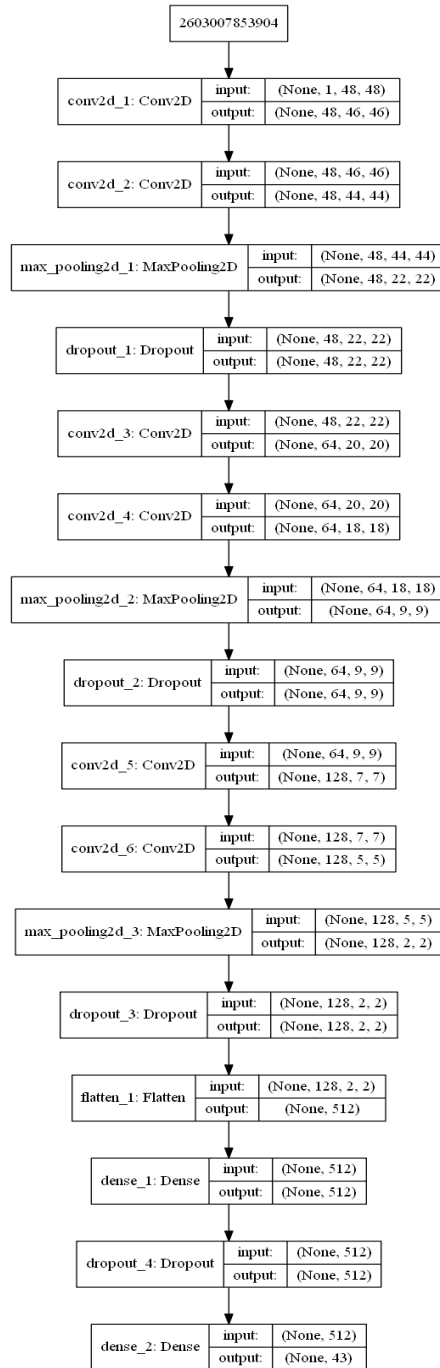 2603007853904
conv2d_1: Conv2D input: (None, 1, 48, 48)
output: (None, 48, 46, 46)
conv2d_2: Conv2D input: (None, 48, 46, 46)
output: (None, 48, 44, 44)
max_pooling2d_1: MaxPooling2D input: (None, 48, 44, 44)
output: (None, 48, 22, 22)
dropout_1: Dropout input: (None, 48, 22, 22)
output: (None, 48, 22, 22)
conv2d_3: Conv2D input: (None, 48, 22, 22)
output: (None, 64, 20, 20)
conv2d_4: Conv2D input: (None, 64, 20, 20)
output: (None, 64, 18, 18)
max_pooling2d_2: MaxPooling2D input: (None, 64, 18, 18)
output: (None, 64, 9, 9)
dropout_2: Dropout input: (None, 64, 9, 9)
output: (None, 64, 9, 9)
conv2d_5: Conv2D input: (None, 64, 9, 9)
output: (None, 128, 7, 7)
conv2d_6: Conv2D input: (None, 128, 7, 7)
output: (None, 128, 5, 5)
max_pooling2d_3: MaxPooling2D input: (None, 128, 5, 5)
output: (None, 128, 2, 2)
dropout_3: Dropout input: (None, 128, 2, 2)
output: (None, 128, 2, 2)
flatten_1: Flatten input: (None, 128, 2, 2)
output: (None, 512)
dense_1: Dense input: (None, 512)
output: (None, 512)
dropout_4: Dropout input: (None, 512)
output: (None, 512)
dense_2: Dense input: (None, 512)
output: (None, 43)